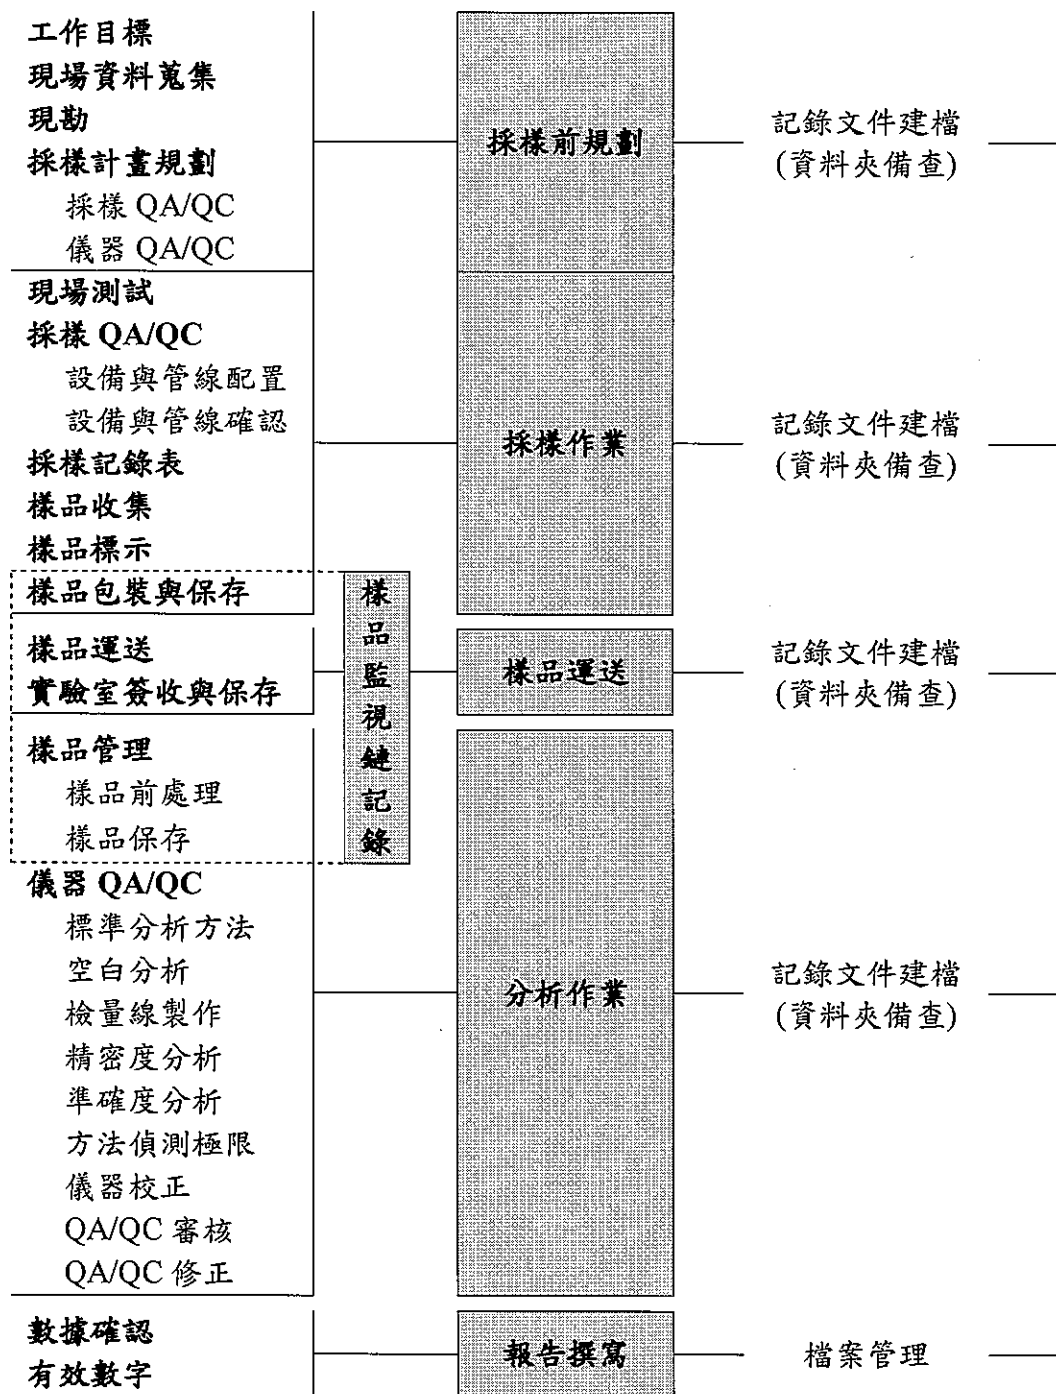 工作目標
現場資料蒐集
現勘
採樣計畫規劃
採樣 QA/QC
儀器 QA/QC
採樣前規劃
記錄文件建檔
(資料夾備查)
現場測試
採樣 QA/QC
設備與管線配置
設備與管線確認
採樣記錄表
樣品收集
樣品標示
樣品包裝與保存
採樣作業
記錄文件建檔
(資料夾備查)
樣品監視鏈記錄
樣品運送
實驗室簽收與保存
樣品運送
記錄文件建檔
(資料夾備查)
樣品管理
樣品前處理
樣品保存
儀器 QA/QC
標準分析方法
空白分析
檢量線製作
精密度分析
準確度分析
方法偵測極限
儀器校正
QA/QC 審核
QA/QC 修正
分析作業
記錄文件建檔
(資料夾備查)
數據確認
有效數字
報告撰寫
檔案管理